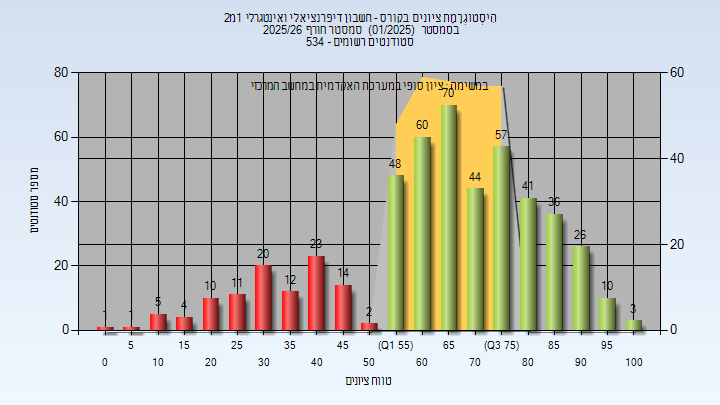 הִיסְטוֹגְרָמַת ציונים בקורס - חשבון דיפרנציאלי ואינטגרלי 1מ2
בסמסטר (01/2025) סמסטר חורף 2025/26
סטודנטים רשומים - 534
במשימה - ציון סופי במערכת האקדמית במחשב המרכזי
80 60 40 20 0
מספר סטודנטים
60 40 20 0
1 1 5 4 10 11 20 12 23 14 2 48 60 70 44 57 41 36 26 10 3
5 15 25 35 45 (Q1 55) 65 (Q3 75) 85 95
0 10 20 30 40 50 60 70 80 90 100
טווח ציונים